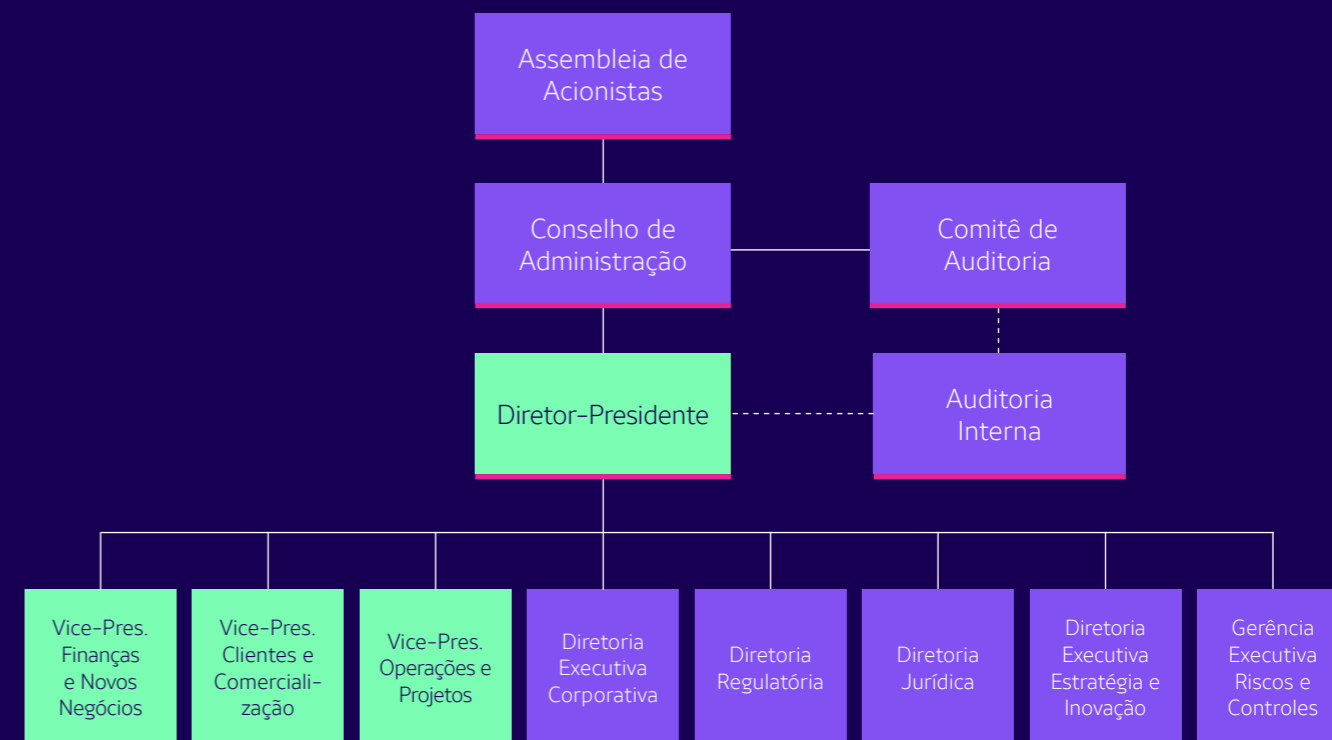 Assembleia de
Acionistas
Conselho de
Administração
Comitê de
Auditoria
Diretor-Presidente
Auditoria
Interna
Vice-Pres.
Finanças
e Novos
Negócios
Vice-Pres.
Clientes e
Comerciali-
zação
Vice-Pres.
Operações e
Projetos
Diretoria
Executiva
Corporativa
Diretoria
Regulatória
Diretoria
Jurídica
Diretoria
Executiva
Estratégia e
Inovação
Gerência
Executiva
Riscos e
Controles